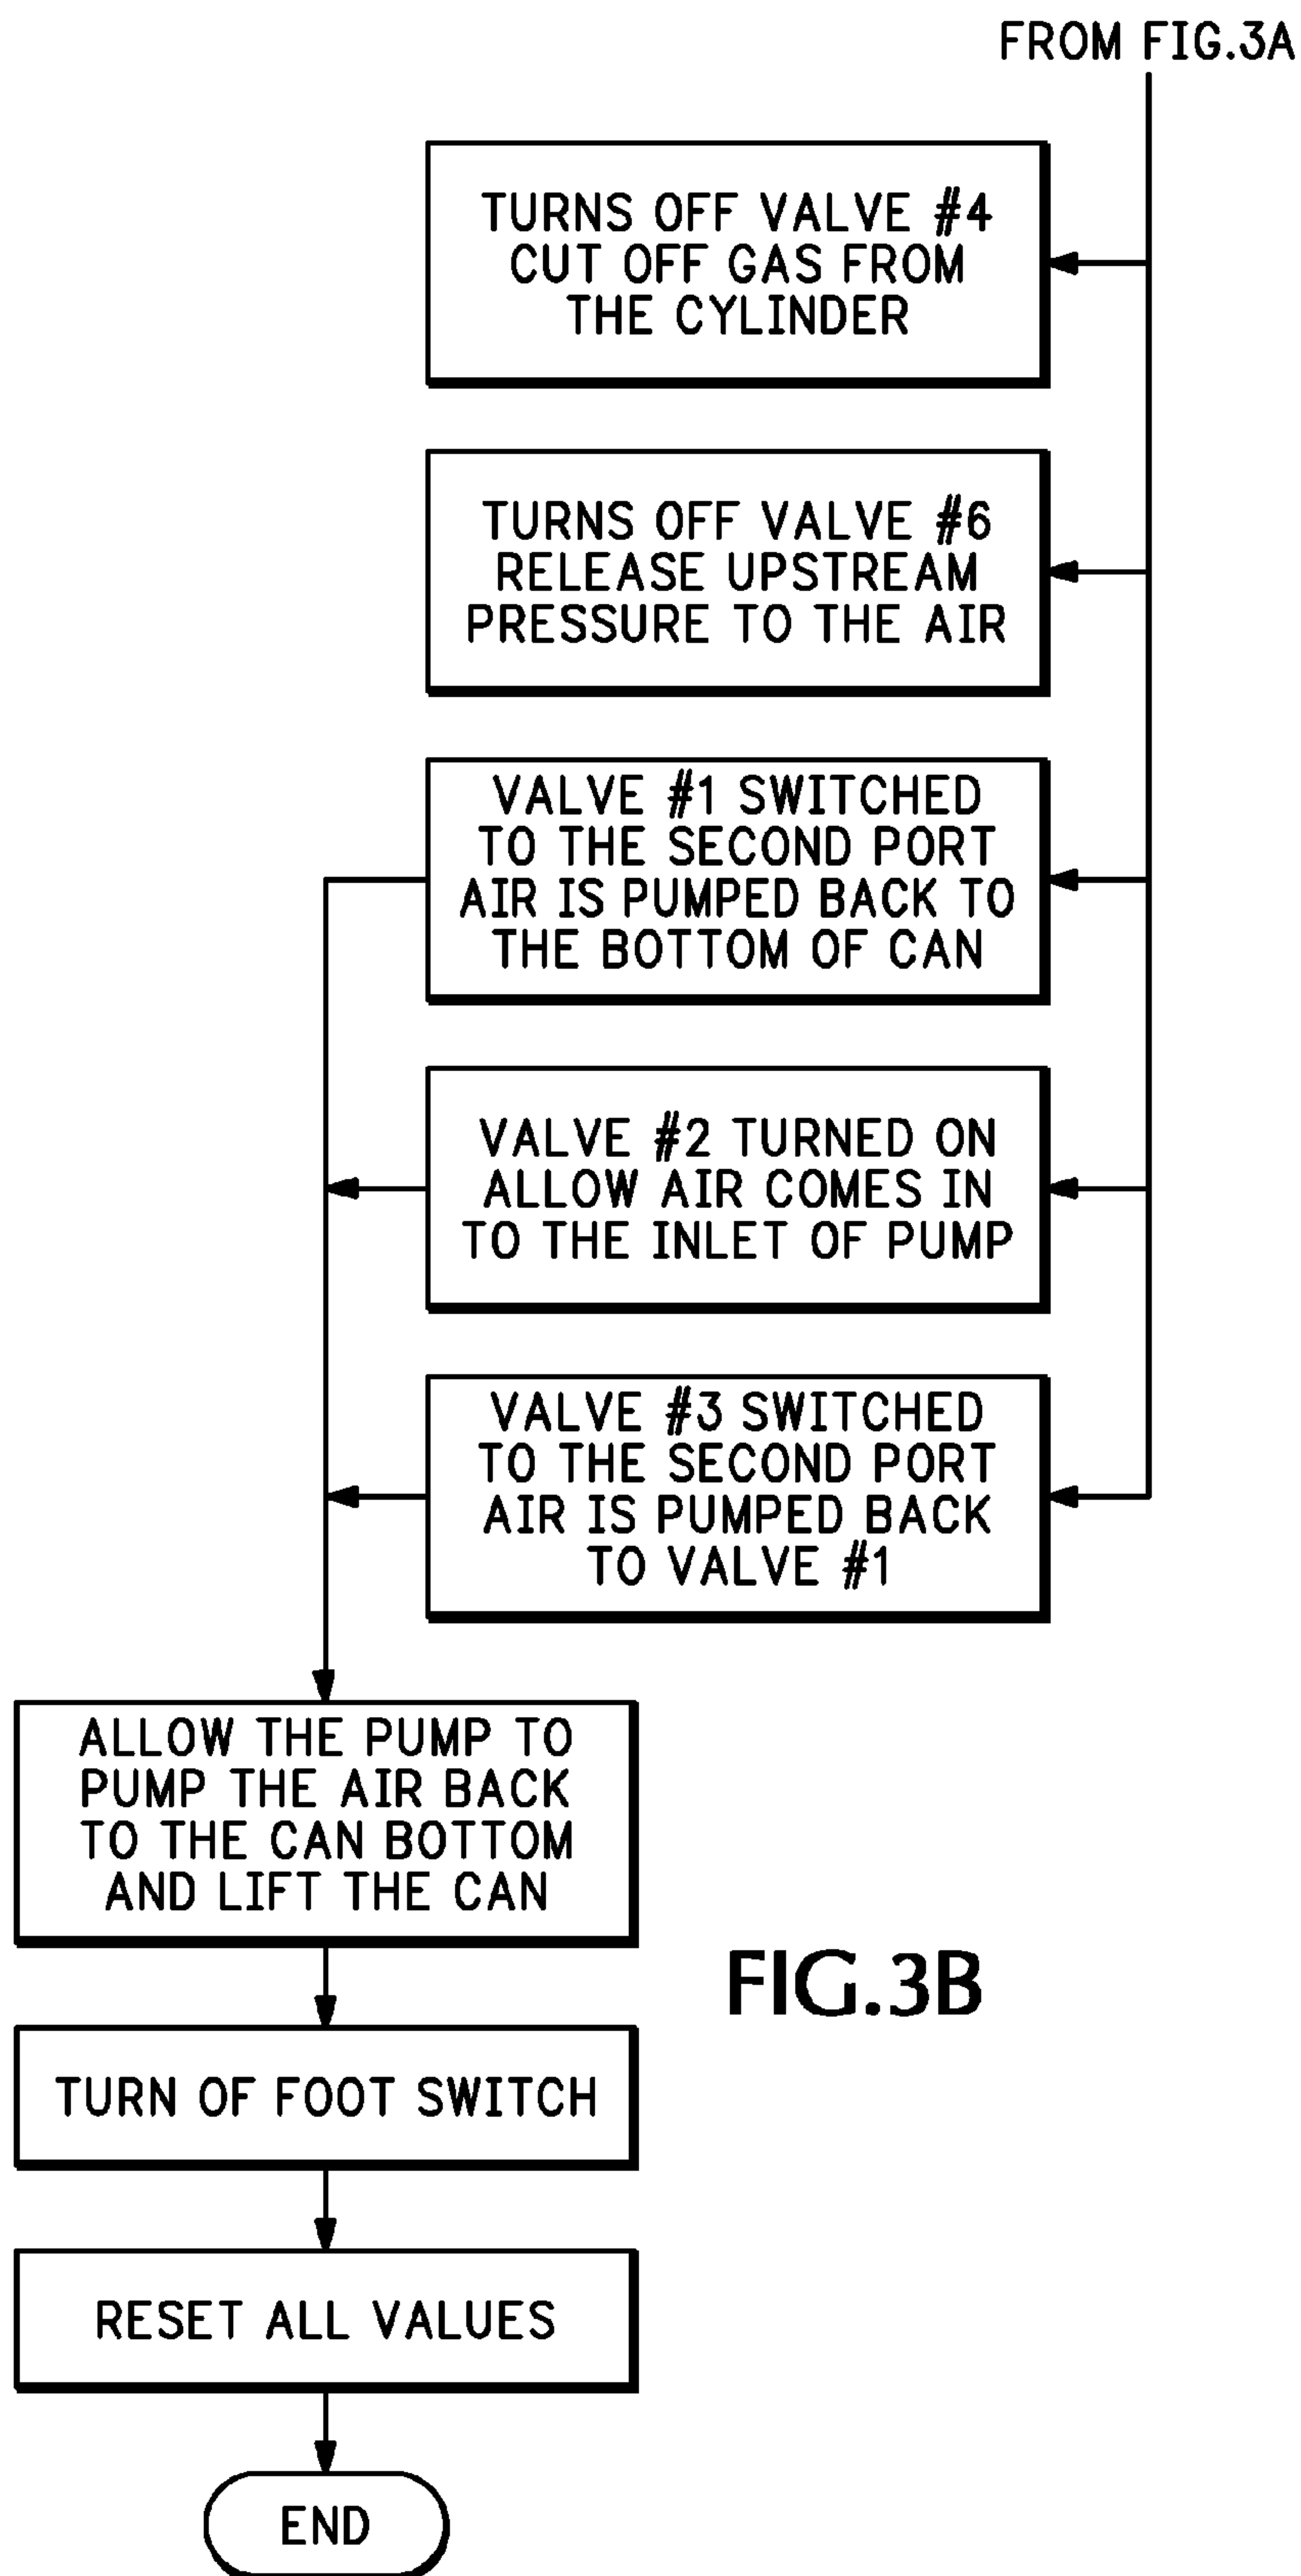 FROM FIG.3A
TURNS OFF VALVE #4
CUT OFF GAS FROM
THE CYLINDER
TURNS OFF VALVE #6
RELEASE UPSTREAM
PRESSURE TO THE AIR
VALVE #1 SWITCHED
TO THE SECOND PORT
AIR IS PUMPED BACK TO
THE BOTTOM OF CAN
VALVE #2 TURNED ON
ALLOW AIR COMES IN
TO THE INLET OF PUMP
VALVE #3 SWITCHED
TO THE SECOND PORT
AIR IS PUMPED BACK
TO VALVE #1
ALLOW THE PUMP TO
PUMP THE AIR BACK
TO THE CAN BOTTOM
AND LIFT THE CAN
FIG.3B
TURN OF FOOT SWITCH
RESET ALL VALUES
END